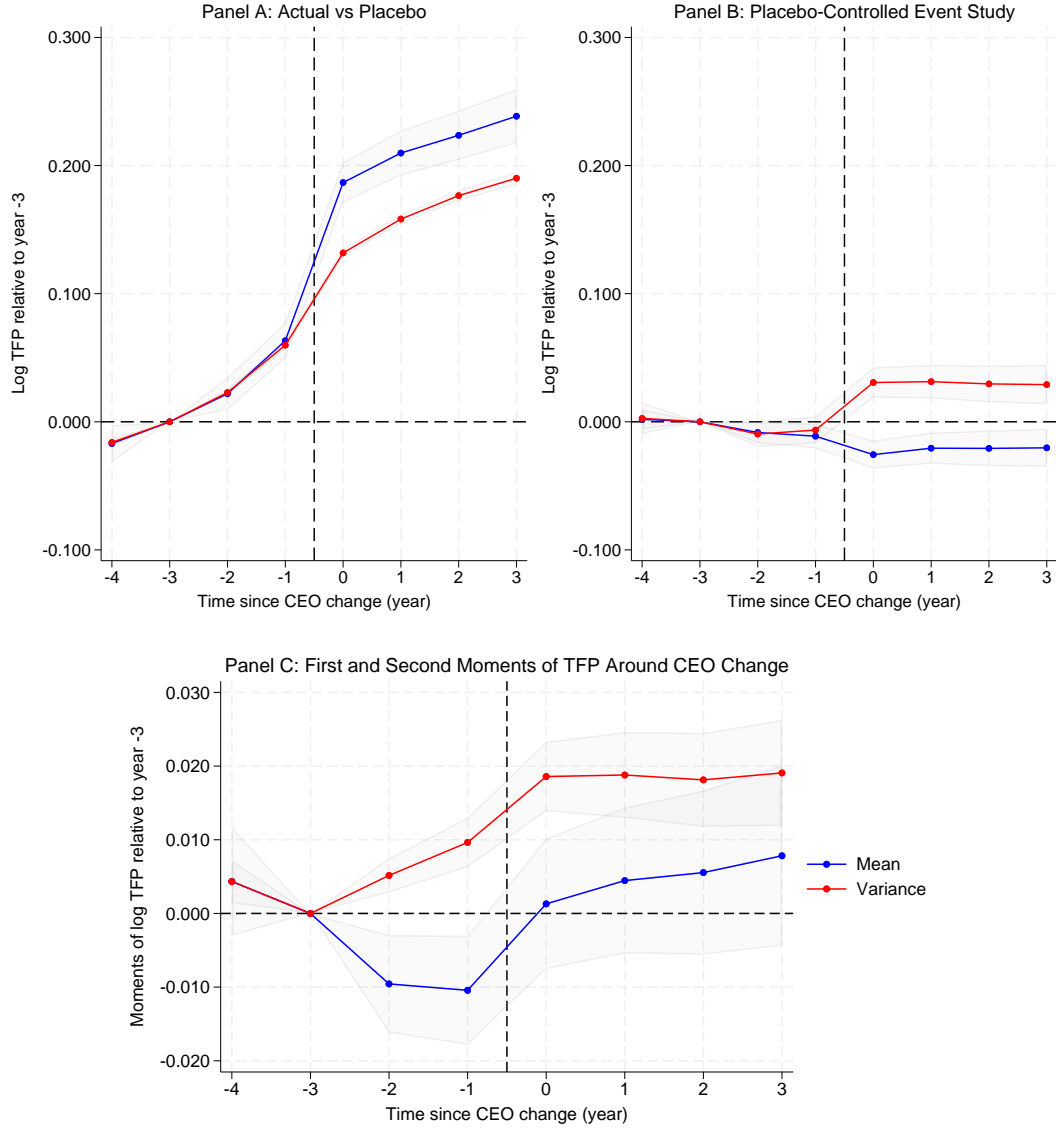 Panel A: Actual vs Placebo
Log TFP relative to year -3
0.300
0.200
0.100
0.000
-0.100
-4 -3 -2 -1 0 1 2 3
Time since CEO change (year)
Panel B: Placebo-Controlled Event Study
Log TFP relative to year -3
0.300
0.200
0.100
0.000
-0.100
-4 -3 -2 -1 0 1 2 3
Time since CEO change (year)
Panel C: First and Second Moments of TFP Around CEO Change
Moments of log TFP relative to year -3
0.030
0.020
0.010
0.000
-0.010
-0.020
-4 -3 -2 -1 0 1 2 3
Time since CEO change (year)
Mean
Variance